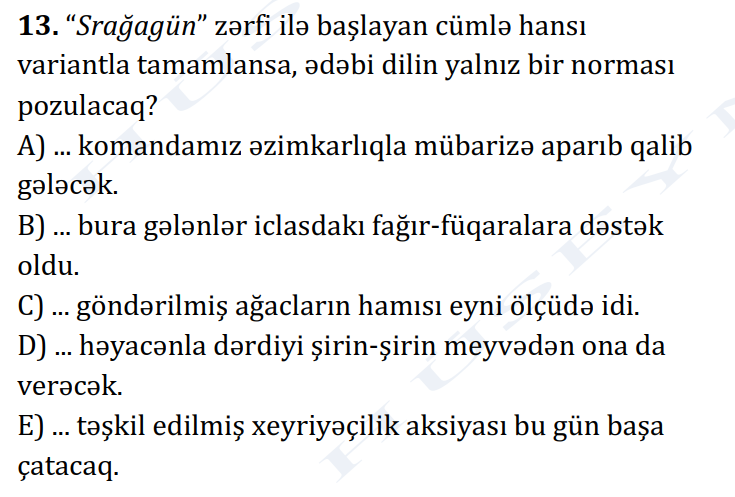 13. “Srağagün” zərfi ilə başlayan cümlə hansı
variantla tamamlansa, ədəbi dilin yalnız bir norması
pozulacaq?
A) ... komandamız əzimkarlıqla mübarizə aparıb qalib
gələcək.
B) ... bura gələnlər iclasdakı fağır-füqaralara dəstək
oldu.
C) ... göndərilmiş ağacların hamısı eyni ölçüdə idi.
D) ... həyacənla dərdiyi şirin-şirin meyvədən ona da
verəcək.
E) ... təşkil edilmiş xeyriyəçilik aksiyası bu gün başa
çatacaq.